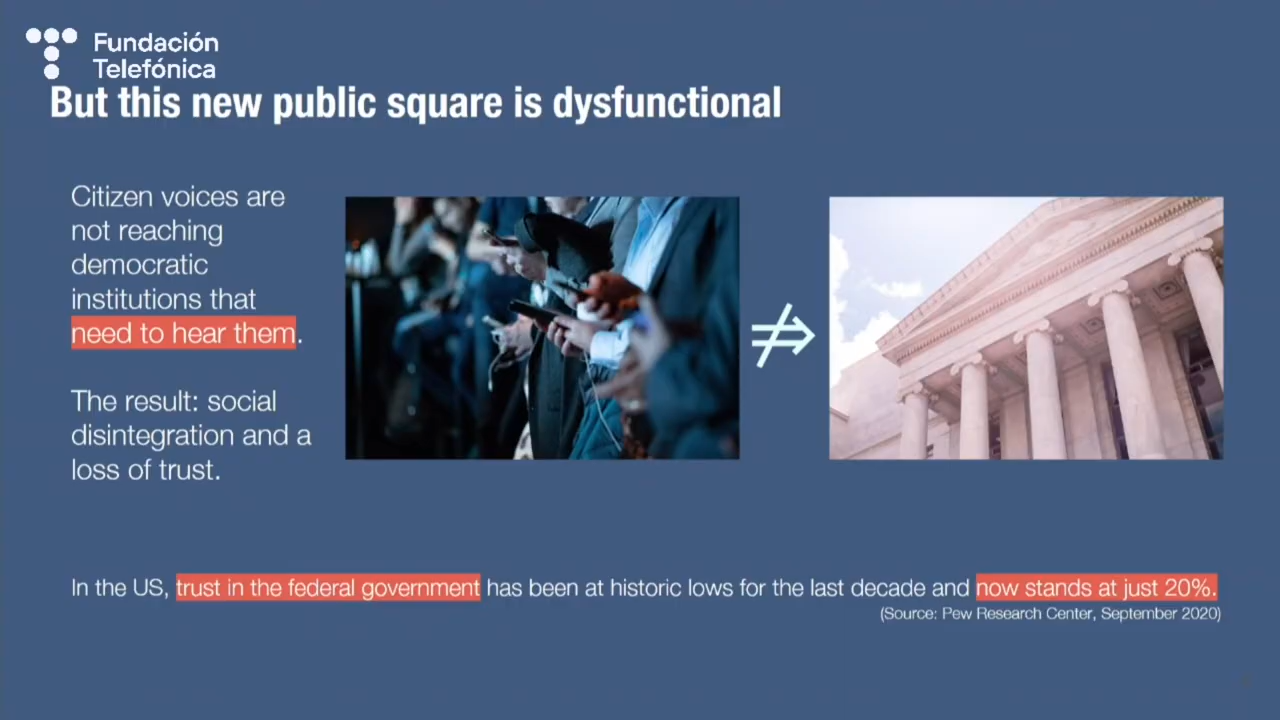 Fundación
Telefónica
But this new public square is dysfunctional
Citizen voices are
not reaching
democratic
institutions that
need to hear them.
The result: social
disintegration and a
loss of trust.
In the US, trust in the federal government has been at historic lows for the last decade and now stands at just 20%.
(Source: Pew Research Center, September 2020)